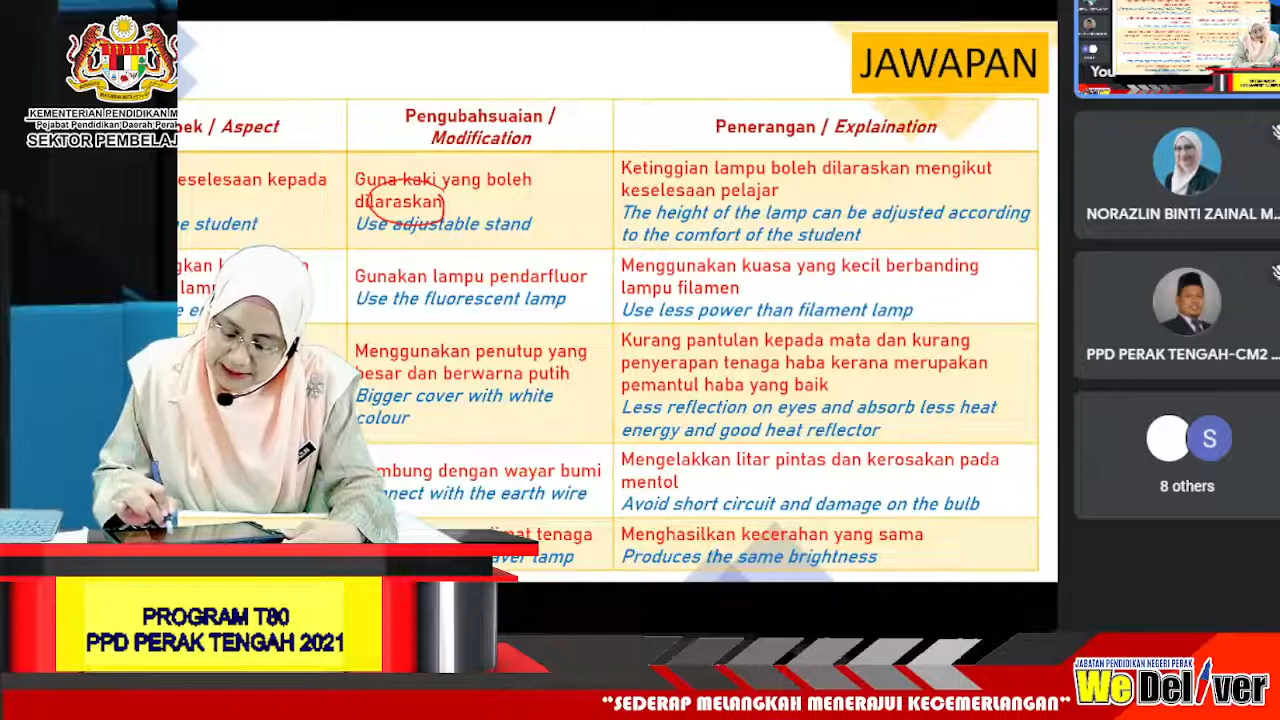 KEMENTERIAN PENDIDIKAN M
Pejabat Pendidikan Daerah Perak
SEKTOR PEMBELAJ
JAWAPAN
/ Aspect
Pengubahsuaian /
Modification
Penerangan / Explaination
eselesaan kepada
e student
Guna kaki yang boleh
dilaraskan
Use adjustable stand
Ketinggian lampu boleh dilaraskan mengikut
keselesaan pelajar
The height of the lamp can be adjusted according
to the comfort of the student
Gunakan lampu pendarfluor
Use the fluorescent lamp
Menggunakan kuasa yang kecil berbanding
lampu filamen
Use less power than filament lamp
Menggunakan penutup yang
besar dan berwarna putih
Bigger cover with white
colour
Kurang pantulan kepada mata dan kurang
penyerapan tenaga haba kerana merupakan
pemantul haba yang baik
Less reflection on eyes and absorb less heat
energy and good heat reflector
mbung dengan wayar bumi
nnect with the earth wire
Mengelakkan litar pintas dan kerosakan pada
mentol
Avoid short circuit and damage on the bulb
imat tenaga
aver lamp
Menghasilkan kecerahan yang sama
Produces the same brightness
You
NORAZLIN BINTI ZAINAL M...
PPD PERAK TENGAH-CM2
S
8 others
PROGRAM T80
PPD PERAK TENGAH 2021
JABATAN PENDIDIKAN NEGERI PERAK
We Deliver
"SEDERAP MELANGKAH MENERAJUI KECEMERLANGAN"